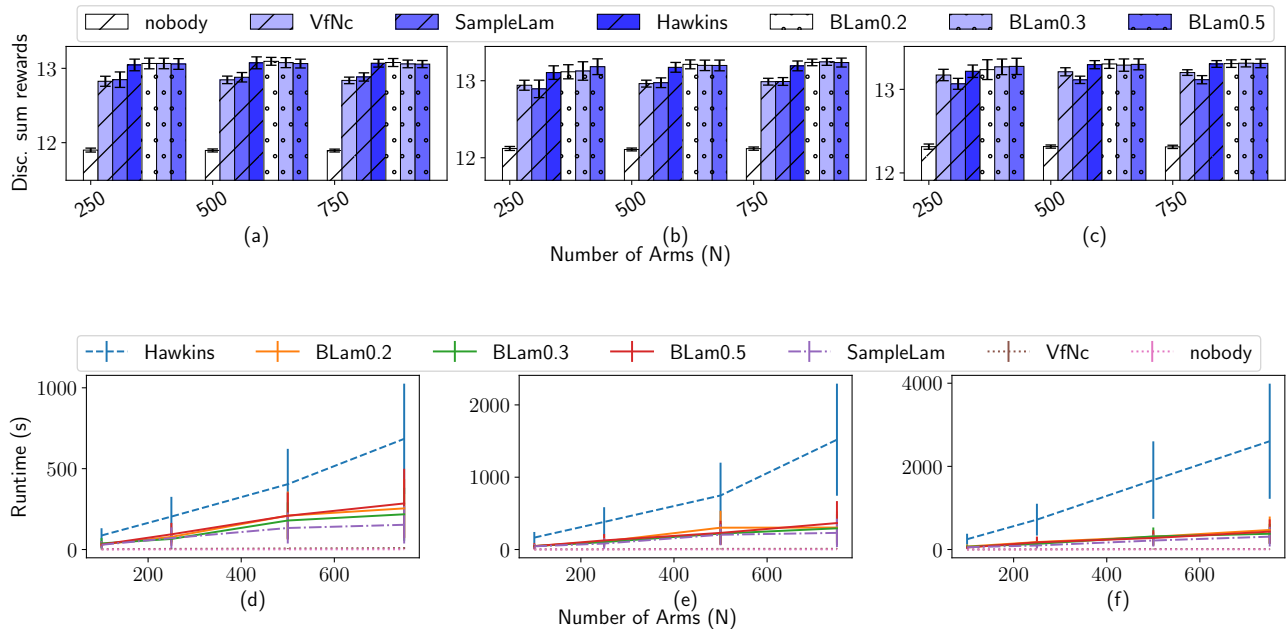 nobody VfNc SampleLam Hawkins BLam0.2 BLam0.3 BLam0.5
Disc. sum rewards
13
12
250 500 750
(a)
13
12
250 500 750
(b)
13
12
250 500 750
(c)
Number of Arms (N)
Hawkins BLam0.2 BLam0.3 BLam0.5 SampleLam VfNc nobody
Runtime (s)
1000
500
0
200 400 600
(d)
2000
1000
0
200 400 600
(e)
4000
2000
0
200 400 600
(f)
Number of Arms (N)